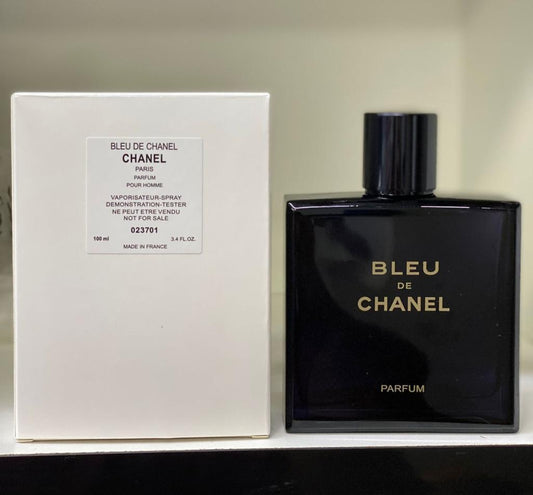 BLEU DE CHANEL
CHANEL
PARIS
PARFUM
POUR HOMME
VAPORISATEUR-SPRAY
DEMONSTRATION-TESTER
NE PEUT ETRE VENDU
NOT FOR SALE
023701
100 ml 3.4 FL.OZ.
MADE IN FRANCE
BLEU
DE
CHANEL
PARFUM